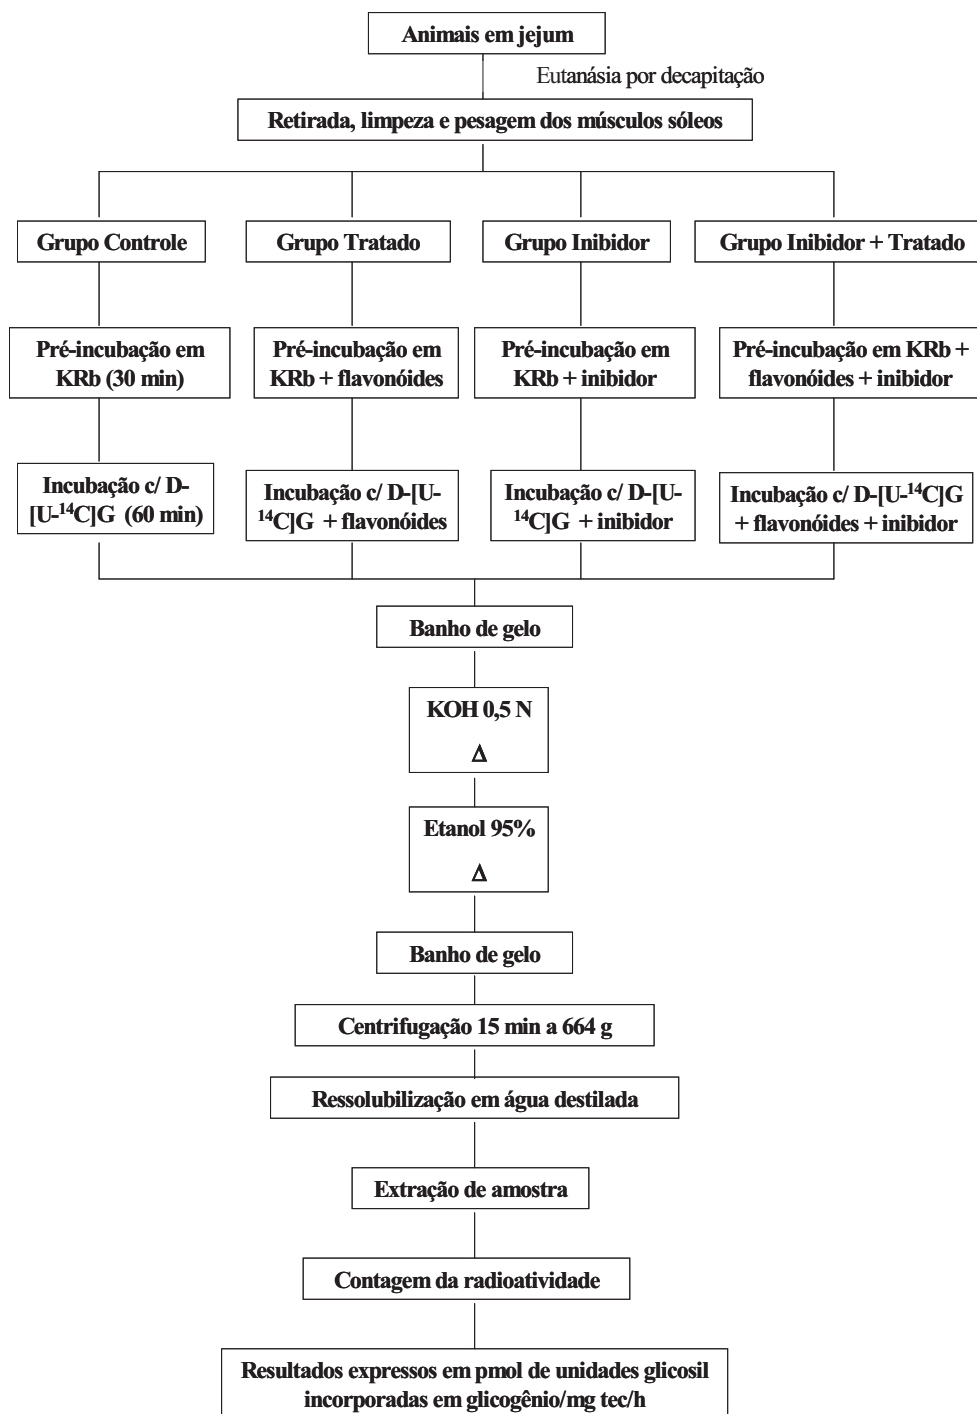 Animais em jejum
Eutanásia por decapitação
Retirada, limpeza e pesagem dos músculos sóleos
Grupo Controle
Grupo Tratado
Grupo Inibidor
Grupo Inibidor + Tratado
Pré-incubação em
KRb (30 min)
Pré-incubação em
KRb + flavonóides
Pré-incubação em
KRb + inibidor
Pré-incubação em KRb +
flavonóides + inibidor
Incubação c/ D-
[U-¹⁴C]G (60 min)
Incubação c/ D-[U-
¹⁴C]G + flavonóides
Incubação c/ D-[U-
¹⁴C]G + inibidor
Incubação c/ D-[U-¹⁴C]G
+ flavonóides + inibidor
Banho de gelo
KOH 0,5 N
Δ
Etanol 95%
Δ
Banho de gelo
Centrifugação 15 min a 664 g
Ressolubilização em água destilada
Extração de amostra
Contagem da radioatividade
Resultados expressos em pmol de unidades glicosil
incorporadas em glicogênio/mg tec/h